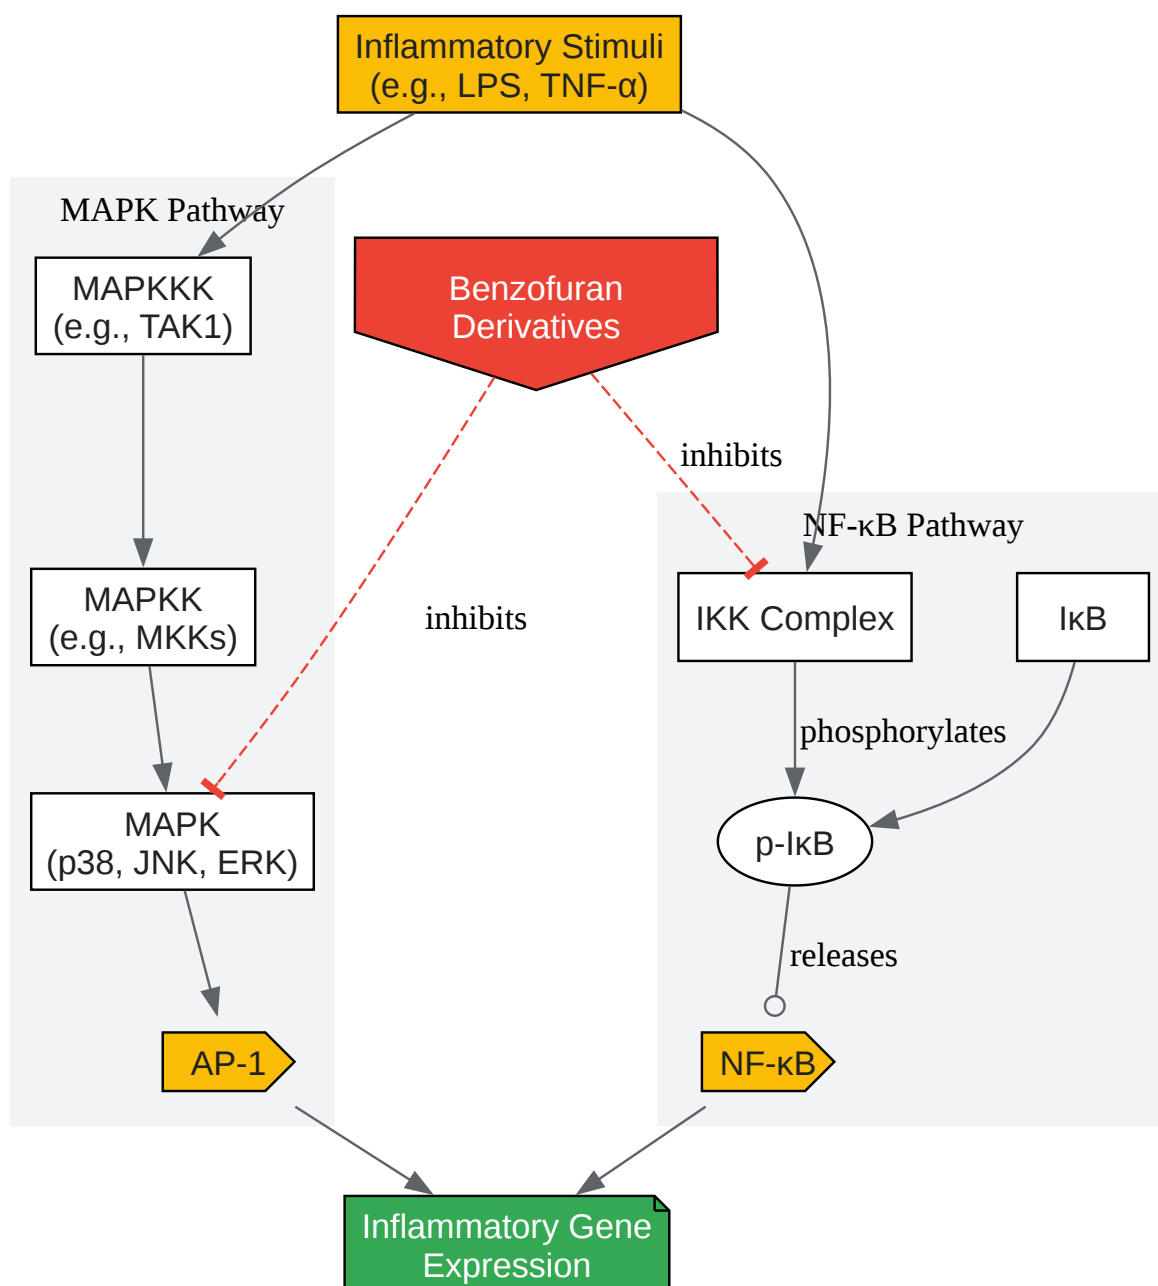 Inflammatory Stimuli
(e.g., LPS, TNF-α)
MAPK Pathway
MAPKKK
(e.g., TAK1)
Benzofuran
Derivatives
inhibits
NF-κB Pathway
MAPKK
(e.g., MKKs)
inhibits
IKK Complex
IκB
phosphorylates
MAPK
(p38, JNK, ERK)
p-IκB
releases
AP-1
NF-κB
Inflammatory Gene
Expression